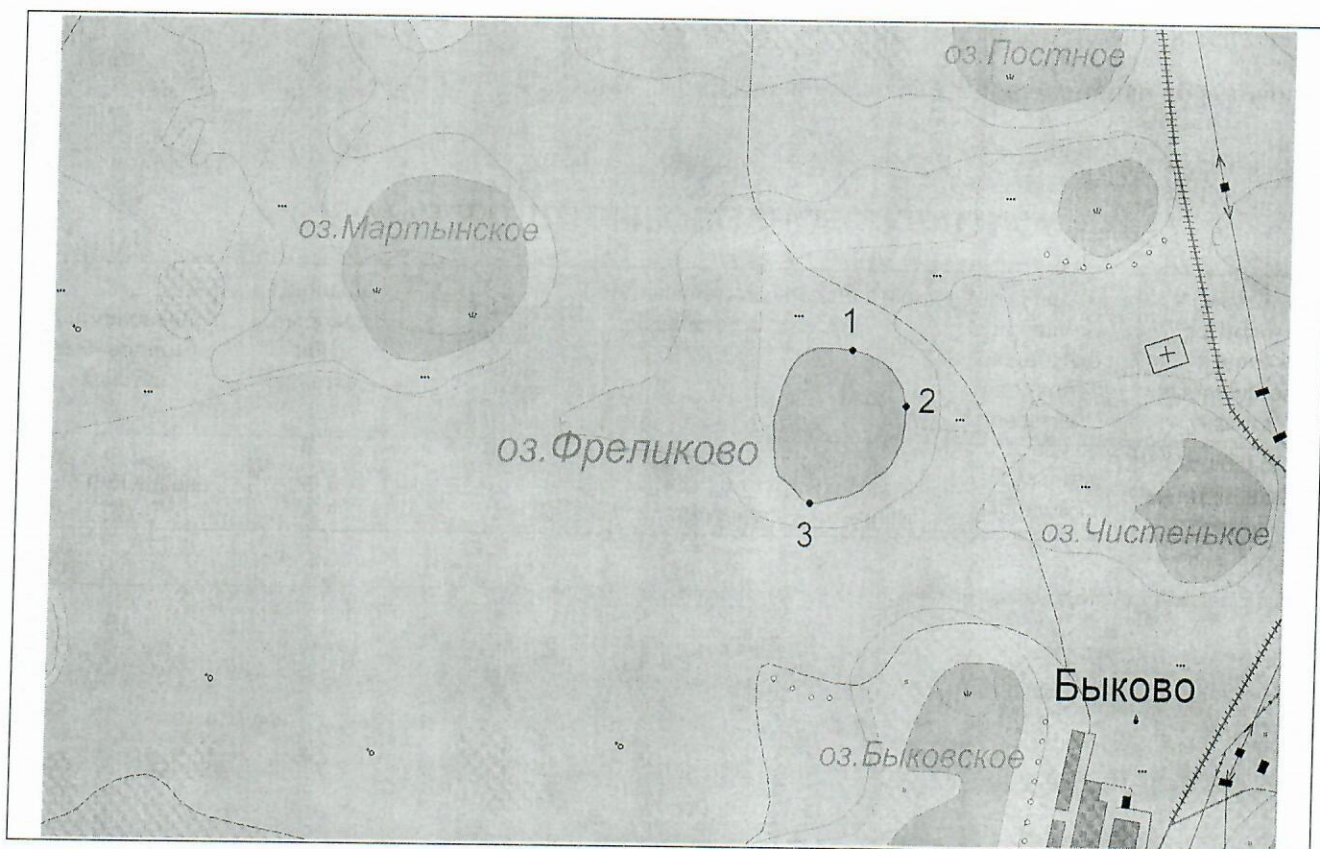 оз.Постное
оз.Мартынское
1
2
оз.Фреликово
3
оз.Чистенькое
Быково
оз.Быковское